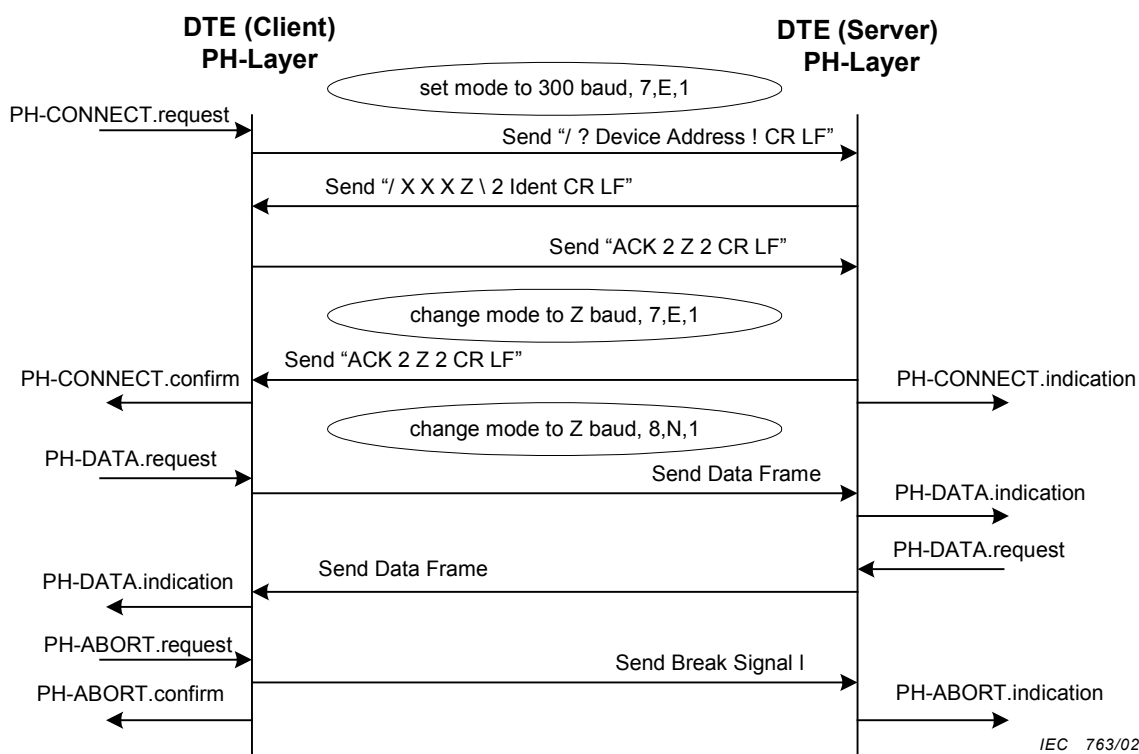 DTE (Client)
PH-Layer
DTE (Server)
PH-Layer
set mode to 300 baud, 7,E,1
PH-CONNECT.request
Send “/ ? Device Address ! CR LF”
Send “/ X X X Z \ 2 Ident CR LF”
Send “ACK 2 Z 2 CR LF”
change mode to Z baud, 7,E,1
Send “ACK 2 Z 2 CR LF”
PH-CONNECT.confirm
PH-CONNECT.indication
change mode to Z baud, 8,N,1
PH-DATA.request
Send Data Frame
PH-DATA.indication
PH-DATA.request
Send Data Frame
PH-DATA.indication
PH-ABORT.request
Send Break Signal I
PH-ABORT.confirm
PH-ABORT.indication
IEC 763/02